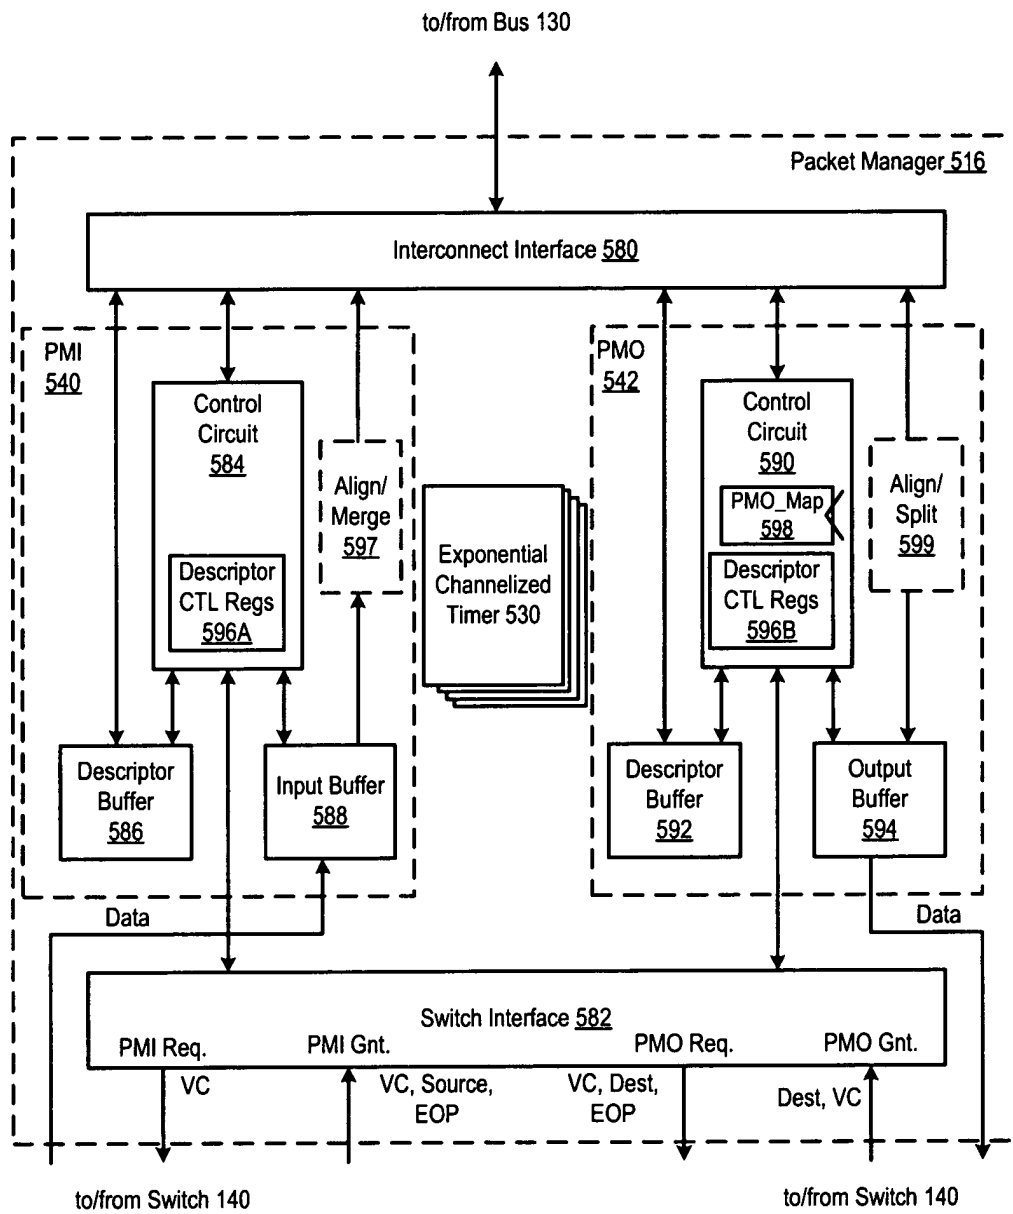 to/from Bus 130
Packet Manager 516
Interconnect Interface 580
PMI
540
Control
Circuit
584
Descriptor
CTL Regs
596A
Align/
Merge
597
Descriptor
Buffer
586
Input Buffer
588
Exponential
Channelized
Timer 530
PMO
542
Control
Circuit
590
PMO_Map
598
Descriptor
CTL Regs
596B
Align/
Split
599
Descriptor
Buffer
592
Output
Buffer
594
Data
Data
Switch Interface 582
PMI Req.
PMI Gnt.
PMO Req.
PMO Gnt.
VC
VC, Source,
EOP
VC, Dest,
EOP
Dest, VC
to/from Switch 140
to/from Switch 140